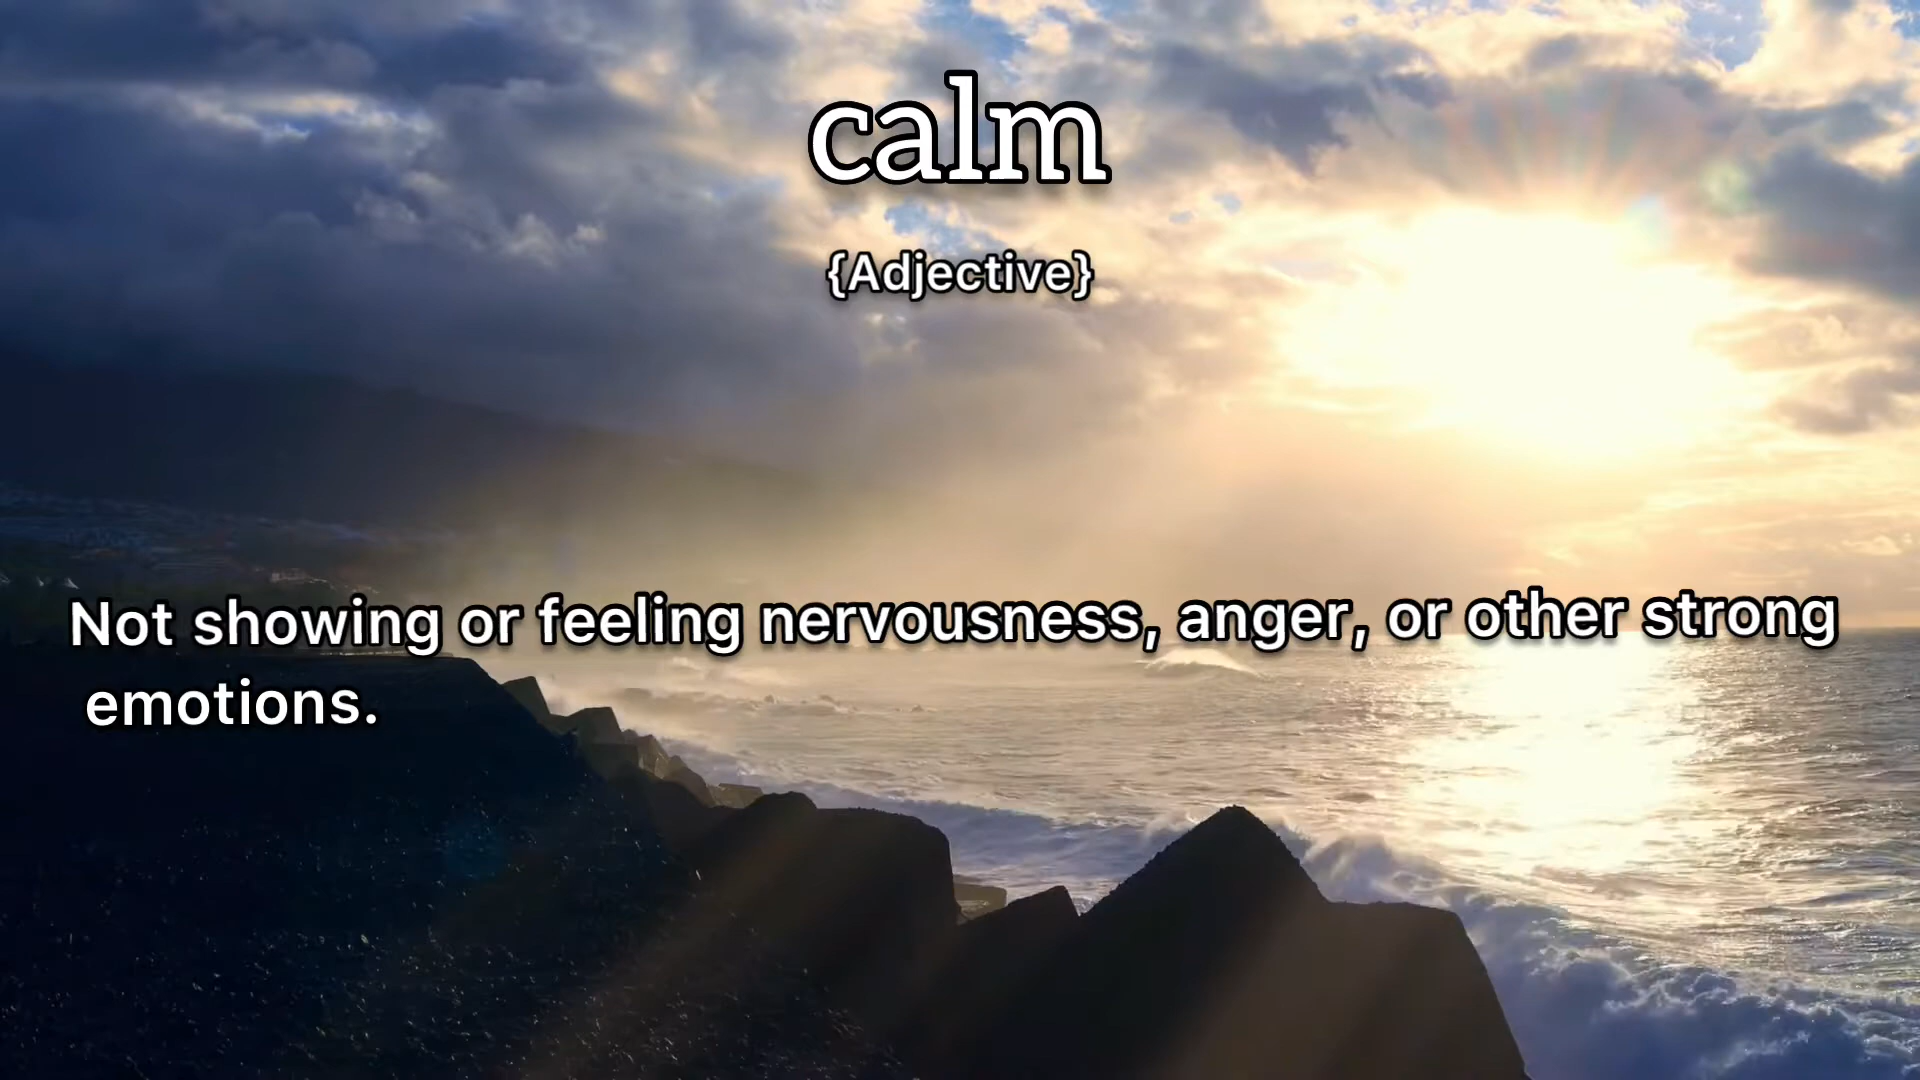 calm
{Adjective}
Not showing or feeling nervousness, anger, or other strong
emotions.